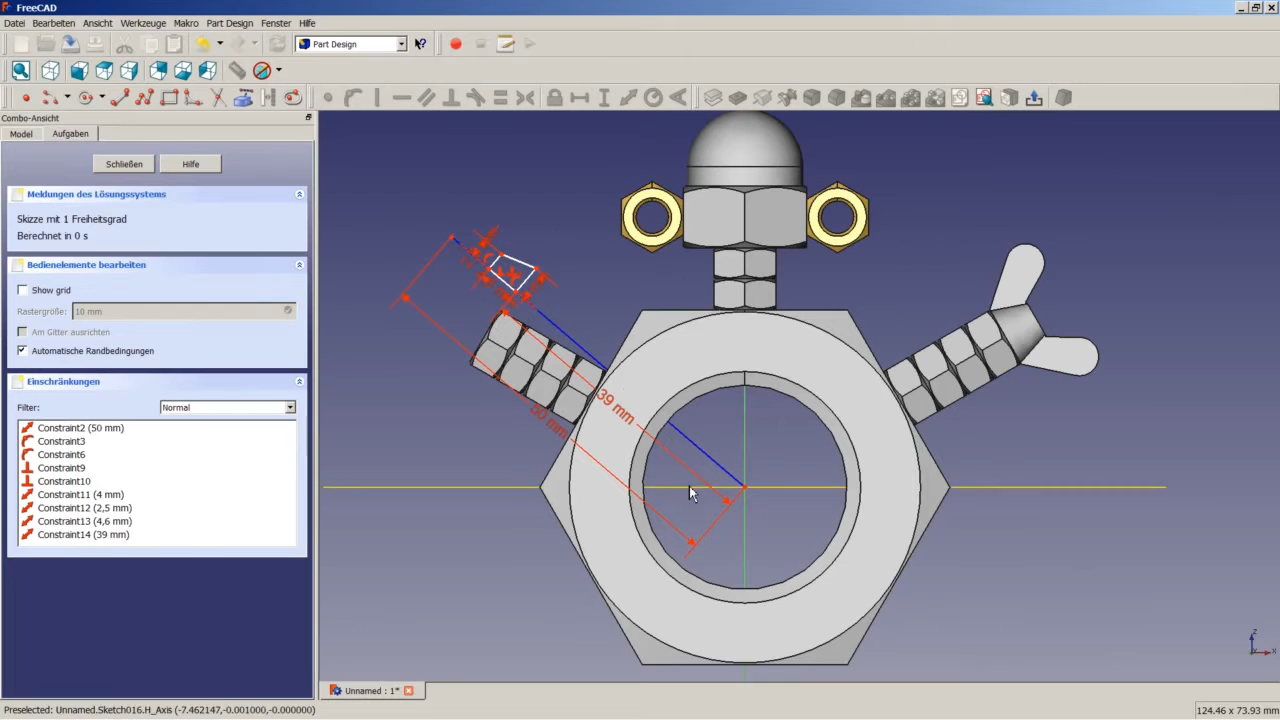 FreeCAD
Datei Bearbeiten Ansicht Werkzeuge Makro Part Design Fenster Hilfe
Part Design
Combo-Ansicht
Model Aufgaben
Schließen Hilfe
Meldungen des Lösungssystems
Skizze mit 1 Freiheitsgrad
Berechnet in 0 s
Bedienelemente bearbeiten
Show grid
Rastergröße: 10 mm
Am Gitter ausrichten
Automatische Randbedingungen
Einschränkungen
Filter: Normal
Constraint2 (50 mm)
Constraint3
Constraint6
Constraint9
Constraint10
Constraint11 (4 mm)
Constraint12 (2,5 mm)
Constraint13 (4,6 mm)
Constraint14 (39 mm)
39 mm
50 mm
z
x
Unnamed : 1*
Preselected: Unnamed.Sketch016.H_Axis (-7.462147,-0.001000,-0.000000)
124.46 x 73.93 mm